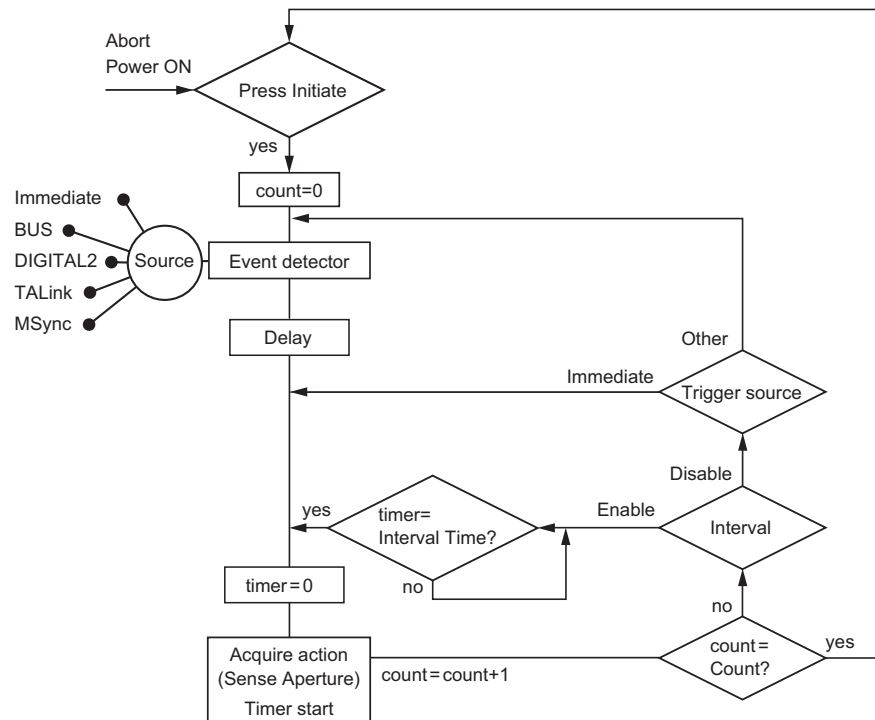 Abort
Power ON
Press Initiate
yes
count=0
Immediate
BUS
DIGITAL2
TALink
MSync
Source
Event detector
Delay
Other
Immediate
Trigger source
Disable
yes
timer=
Interval Time?
Enable
Interval
no
timer=0
no
Acquire action
(Sense Aperture)
Timer start
count=count+1
count=
Count?
yes